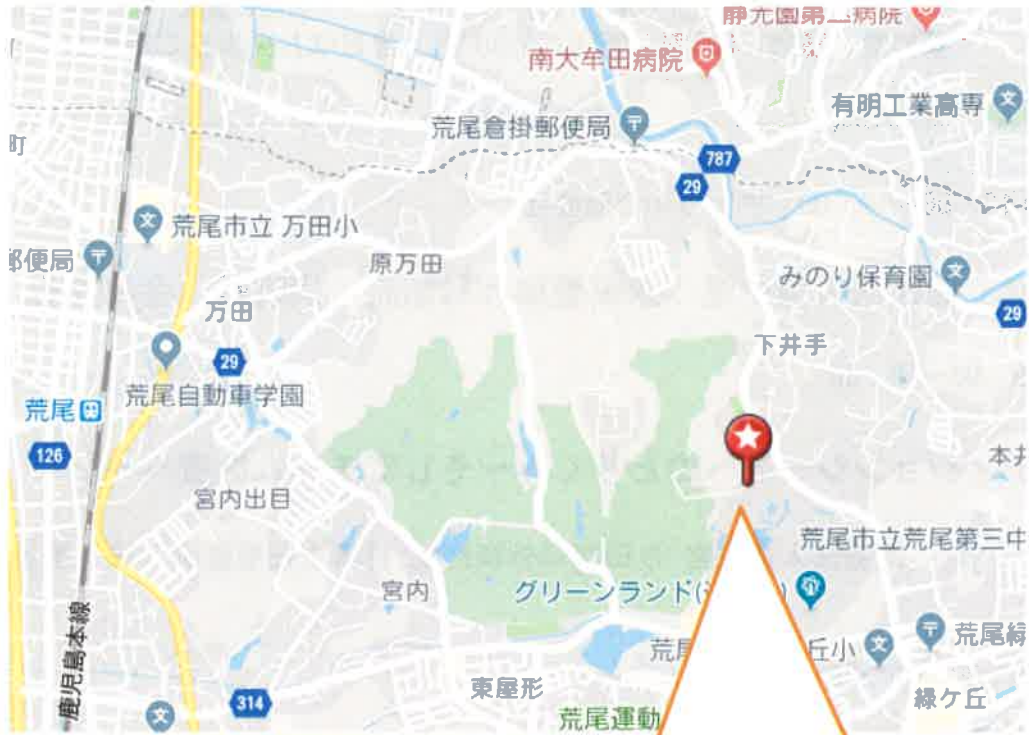 静光園第二病院
南大牟田病院
有明工業高専
荒尾倉掛郵便局
町
787
29
荒尾市立 万田小
郵便局
原万田
みのり保育園
万田
29
下井手
29
荒尾自動車学園
荒尾
126
本井
宮内出目
荒尾市立荒尾第三中
宮内
グリーンランド(
)
荒尾
丘小
荒尾緑
鹿児島本線
東屋形
緑ケ丘
314
荒尾運動